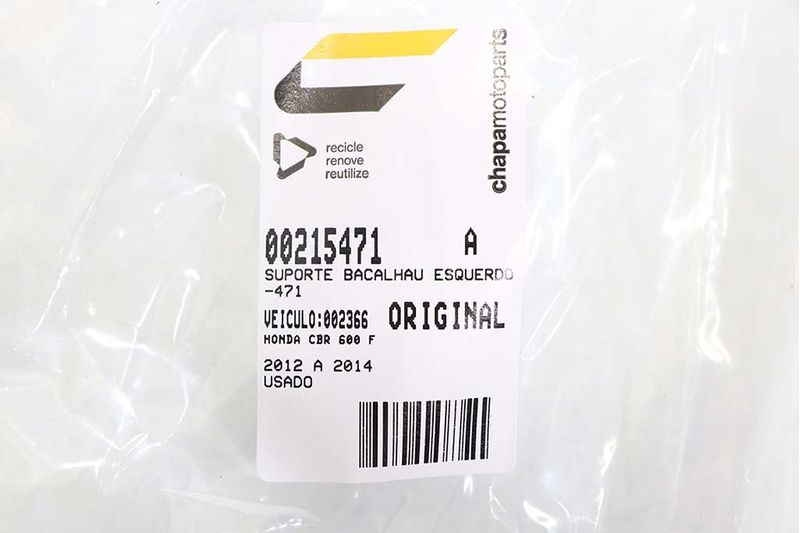 chapamotoparts
recicle
renove
reutilize
00215471 A
SUPORTE BACALHAU ESQUERDO
-471
VEICULO:002366 ORIGINAL
HONDA CBR 600 F
2012 A 2014
USADO